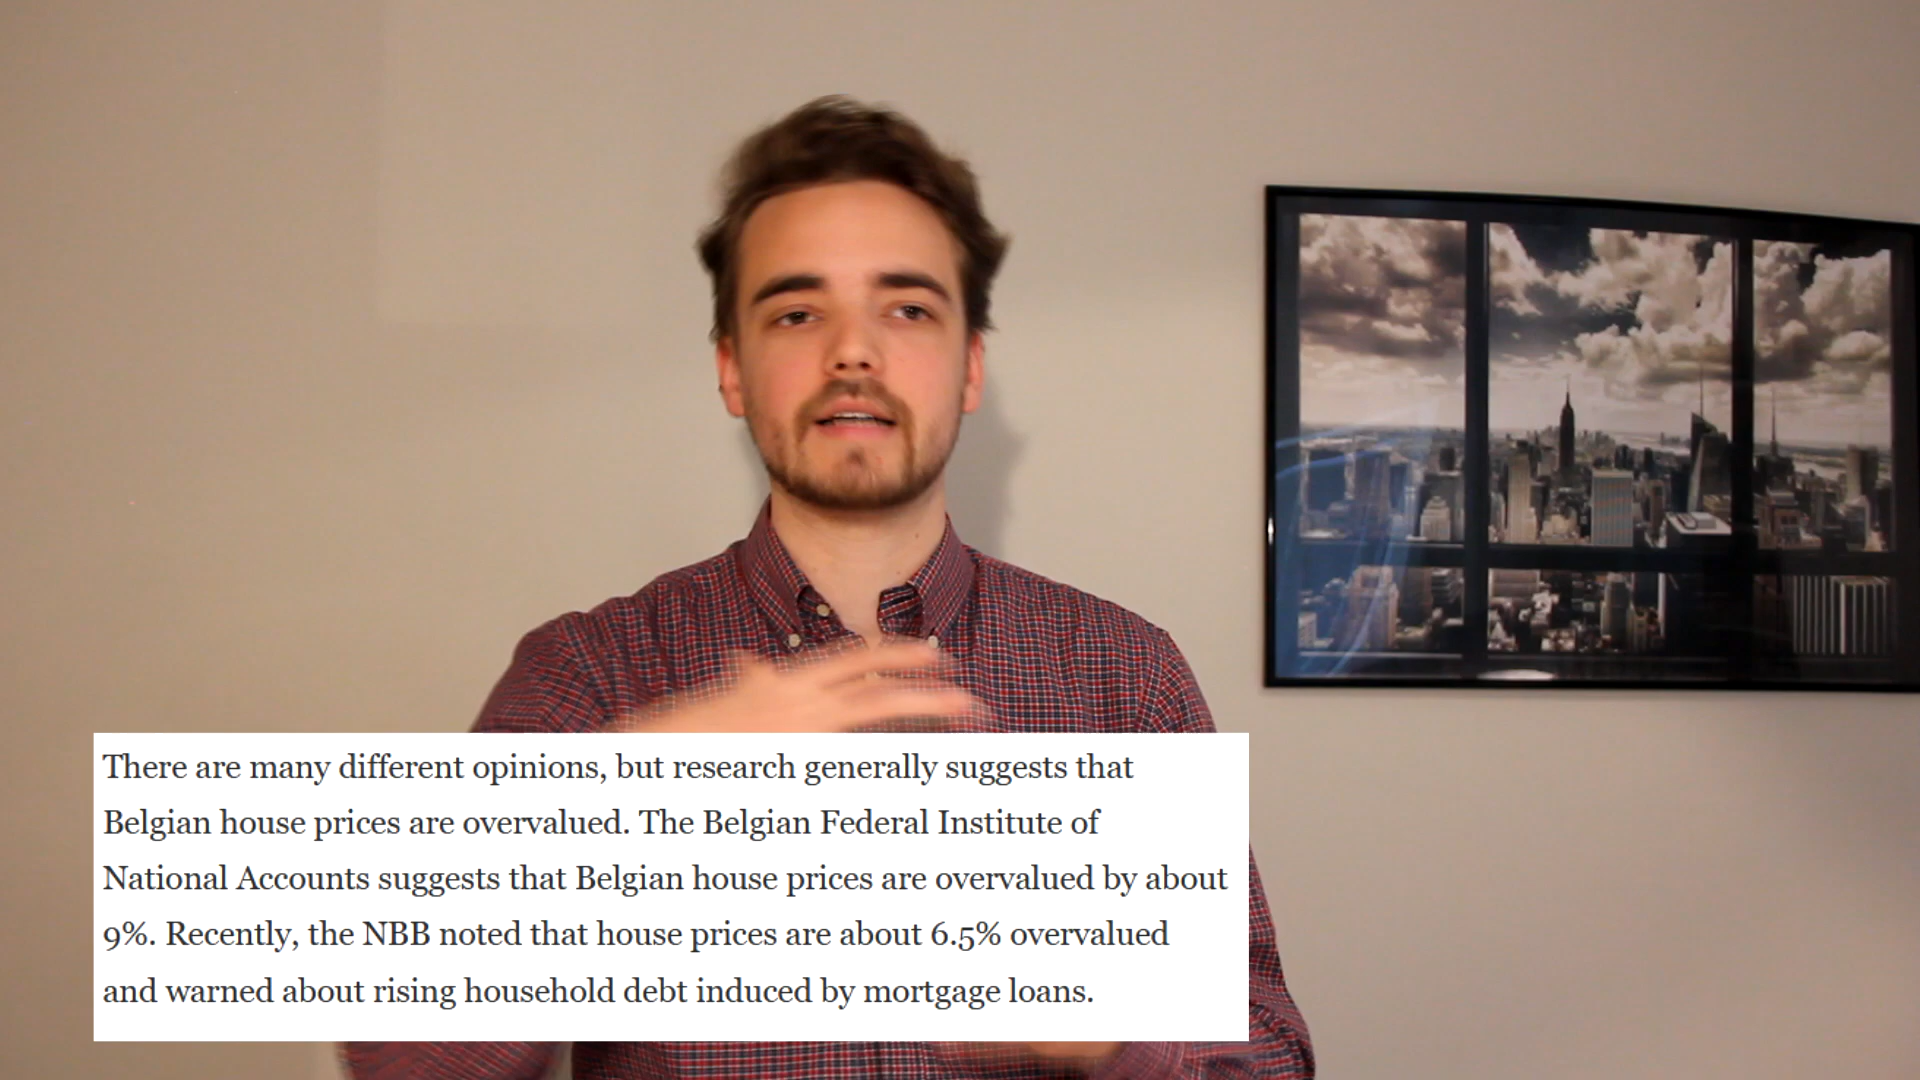 There are many different opinions, but research generally suggests that
Belgian house prices are overvalued. The Belgian Federal Institute of
National Accounts suggests that Belgian house prices are overvalued by about
9%. Recently, the NBB noted that house prices are about 6.5% overvalued
and warned about rising household debt induced by mortgage loans.